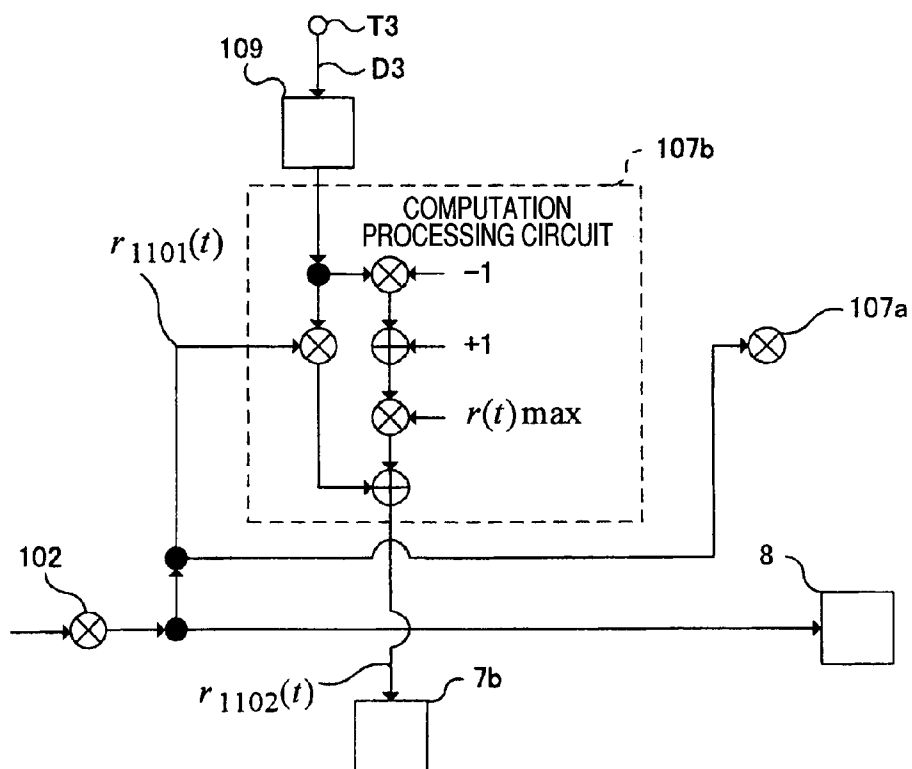 T3
109
D3
107b
COMPUTATION
PROCESSING CIRCUIT
r1101(t)
−1
107a
+1
r(t)max
102
8
r1102(t)
7b